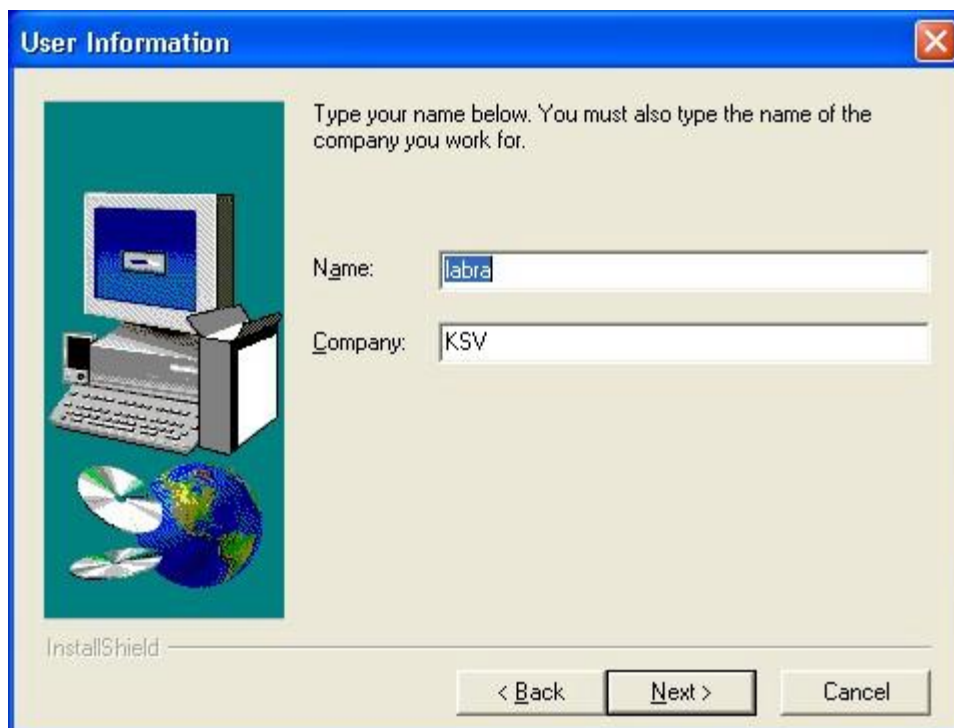 User Information
Type your name below. You must also type the name of the
company you work for.
Name: labra
Company: KSV
InstallShield
< Back Next > Cancel